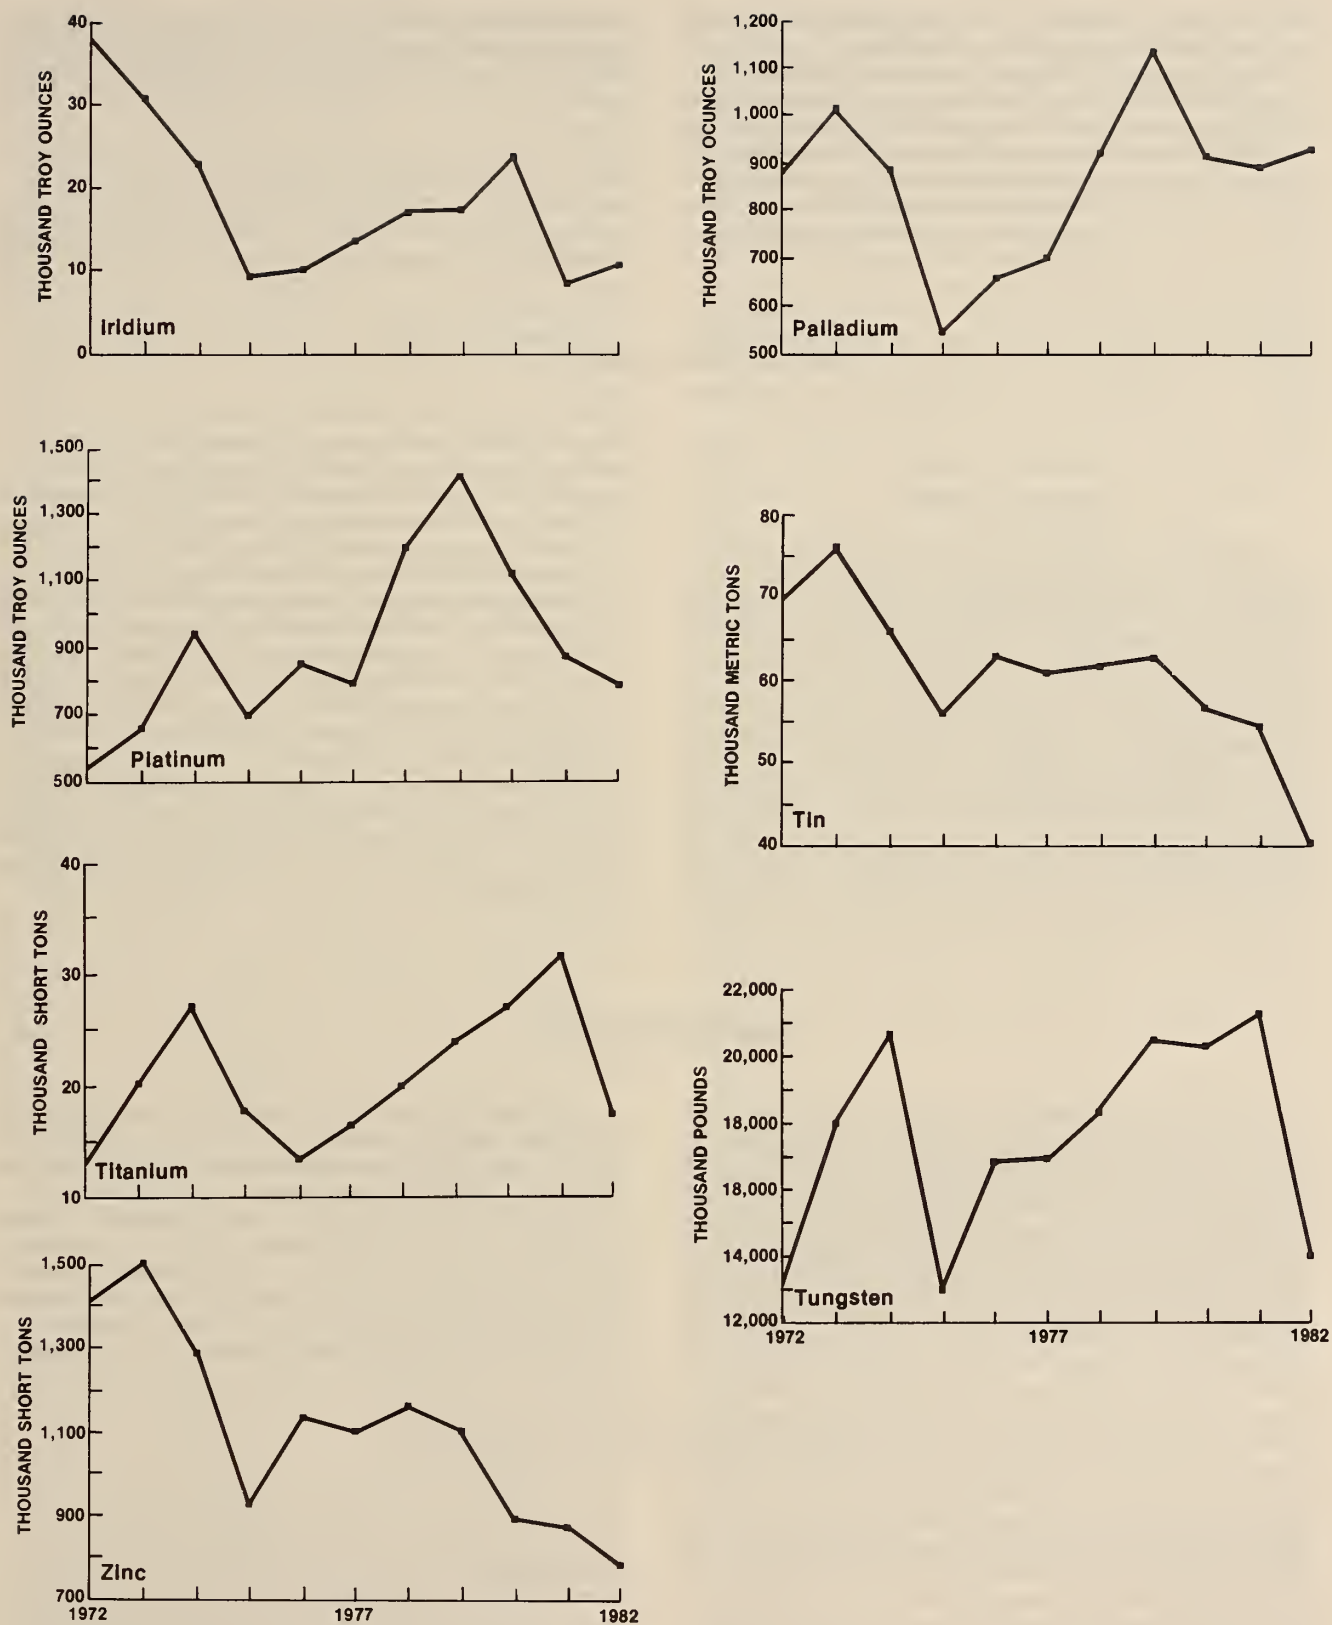 40
30
20
10
0
THOUSAND TROY OUNCES
Iridium
1,200
1,100
1,000
900
800
700
600
500
THOUSAND TROY OCUNCES
Palladium
1,500
1,300
1,100
900
700
500
THOUSAND TROY OUNCES
Platinum
80
70
60
50
40
THOUSAND METRIC TONS
Tin
40
30
20
10
THOUSAND SHORT TONS
Titanium
22,000
20,000
18,000
18,000
14,000
12,000
THOUSAND POUNDS
Tungsten
1972 1977 1982
1,500
1,300
1,100
900
700
THOUSAND SHORT TONS
Zinc
1972 1977 1982